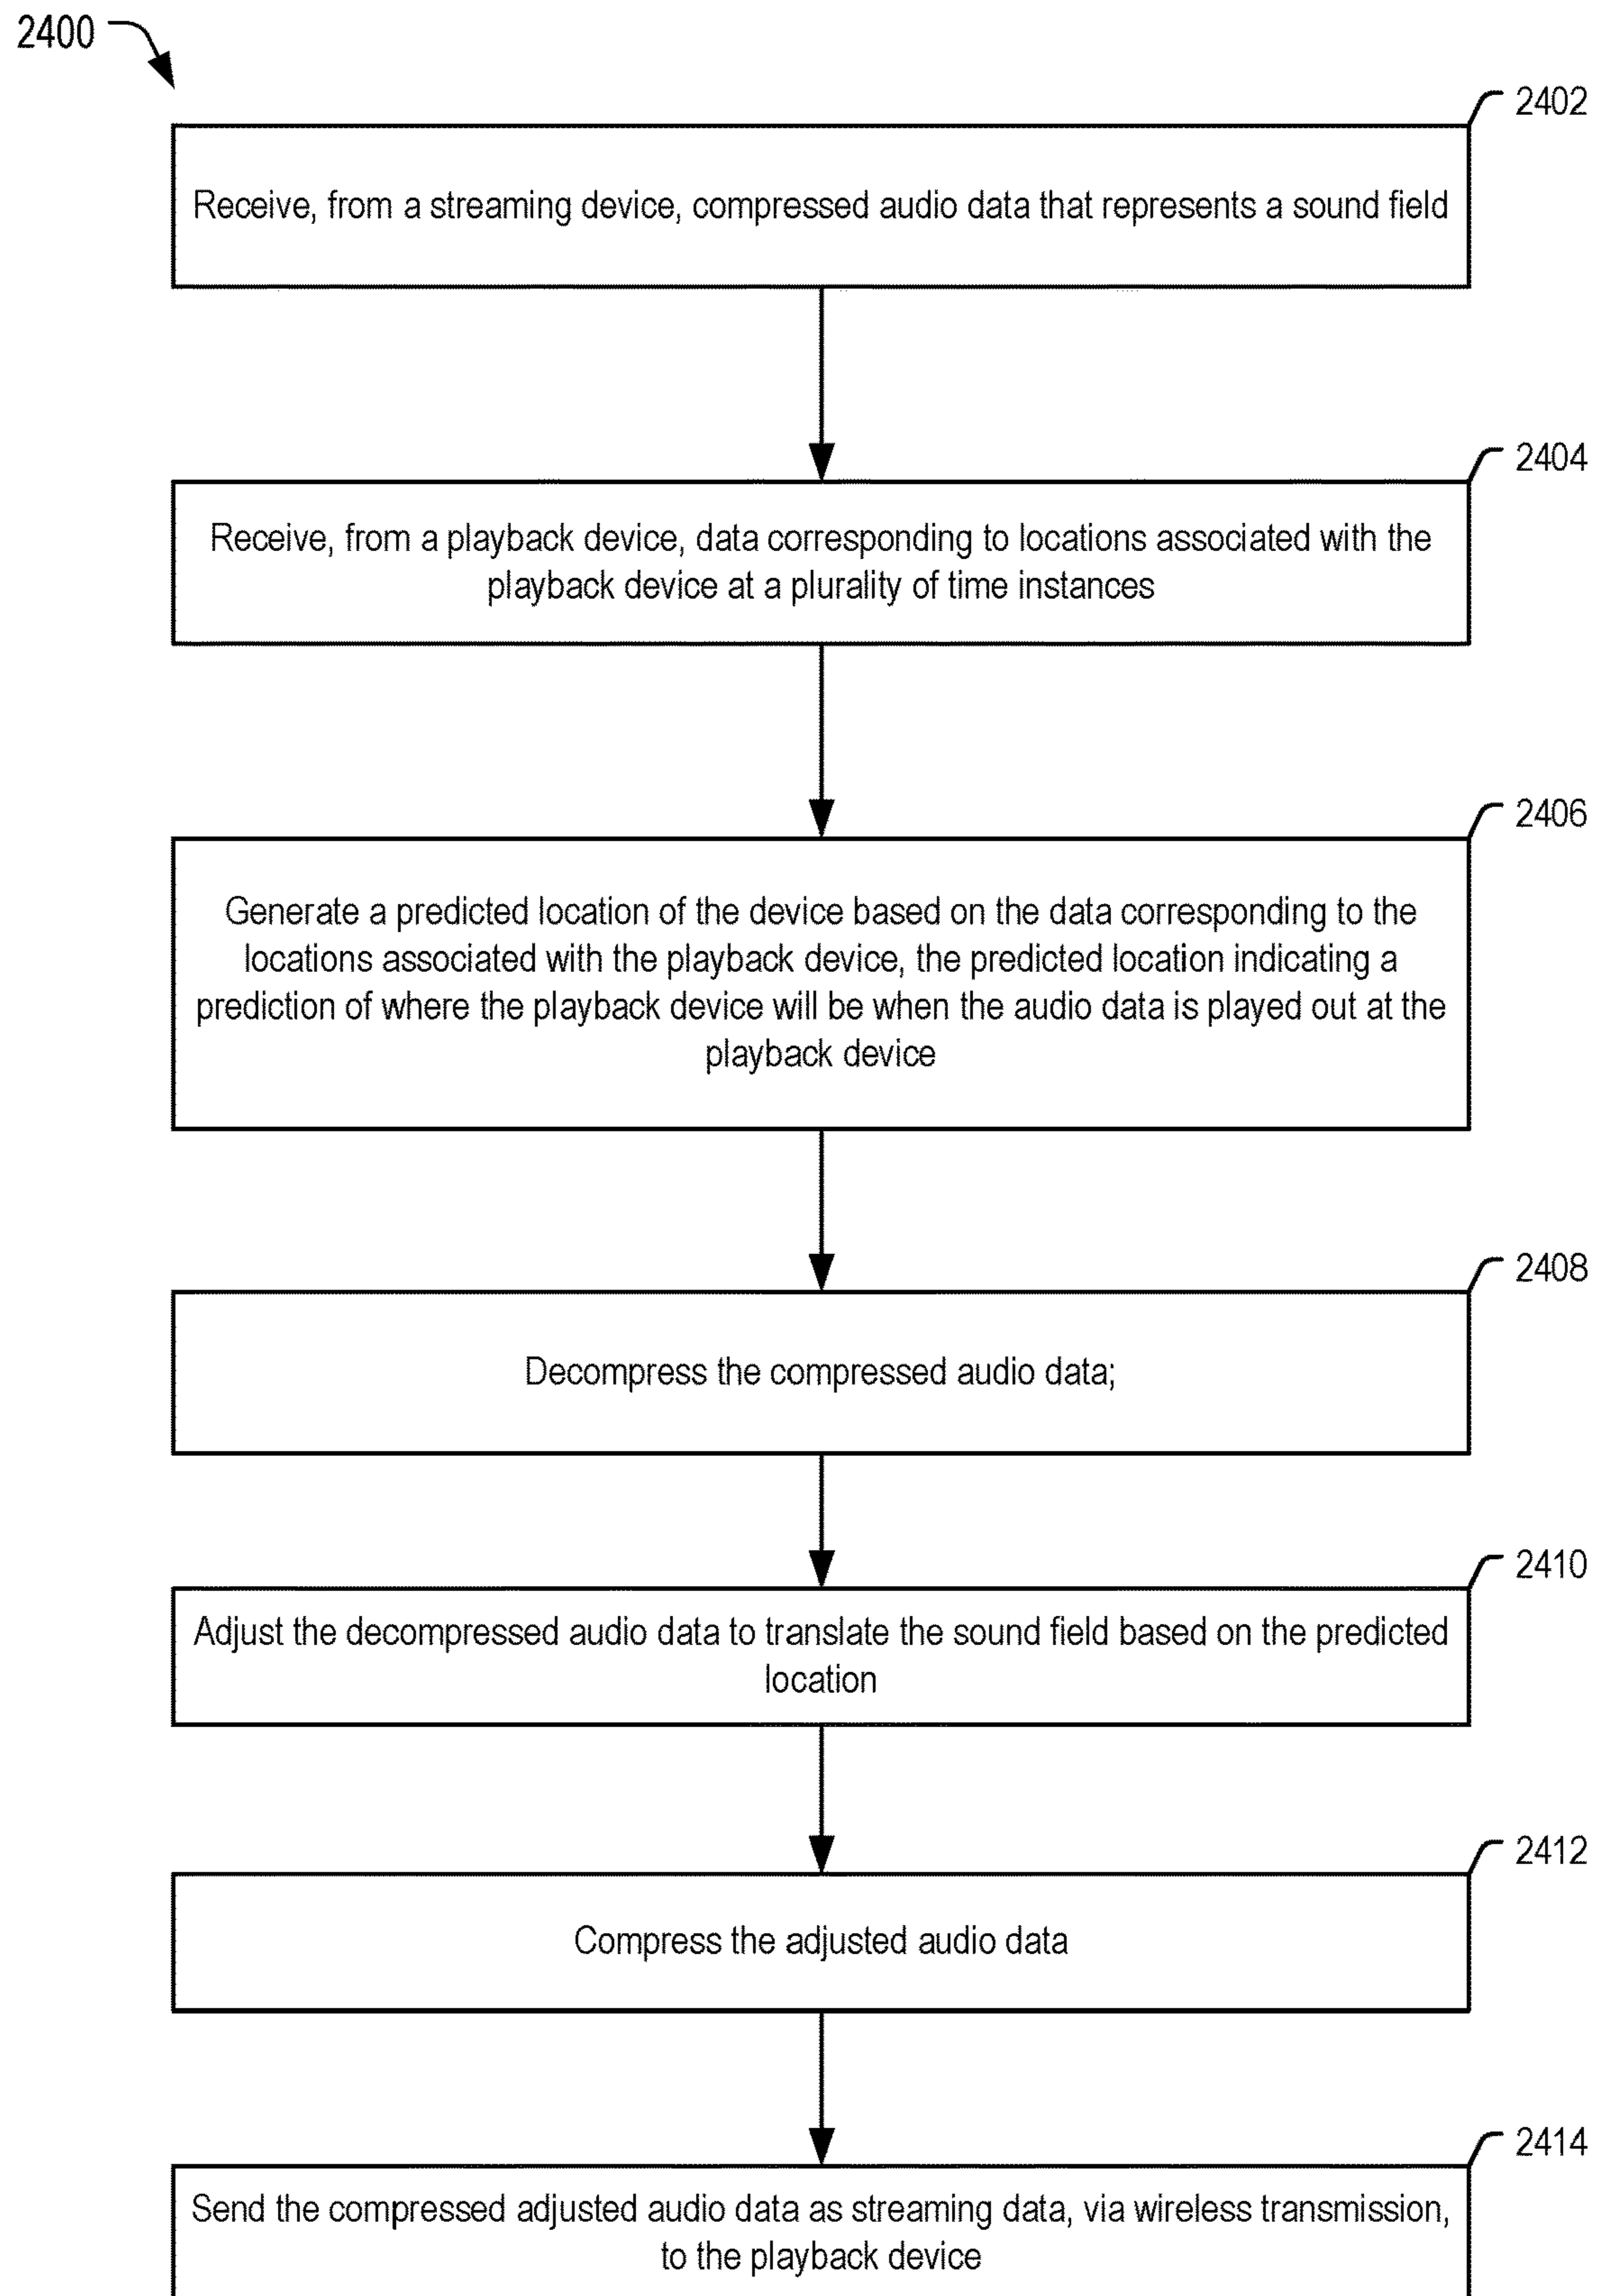 2400
2402
Receive, from a streaming device, compressed audio data that represents a sound field
2404
Receive, from a playback device, data corresponding to locations associated with the
playback device at a plurality of time instances
2406
Generate a predicted location of the device based on the data corresponding to the
locations associated with the playback device, the predicted location indicating a
prediction of where the playback device will be when the audio data is played out at the
playback device
2408
Decompress the compressed audio data;
2410
Adjust the decompressed audio data to translate the sound field based on the predicted
location
2412
Compress the adjusted audio data
2414
Send the compressed adjusted audio data as streaming data, via wireless transmission,
to the playback device